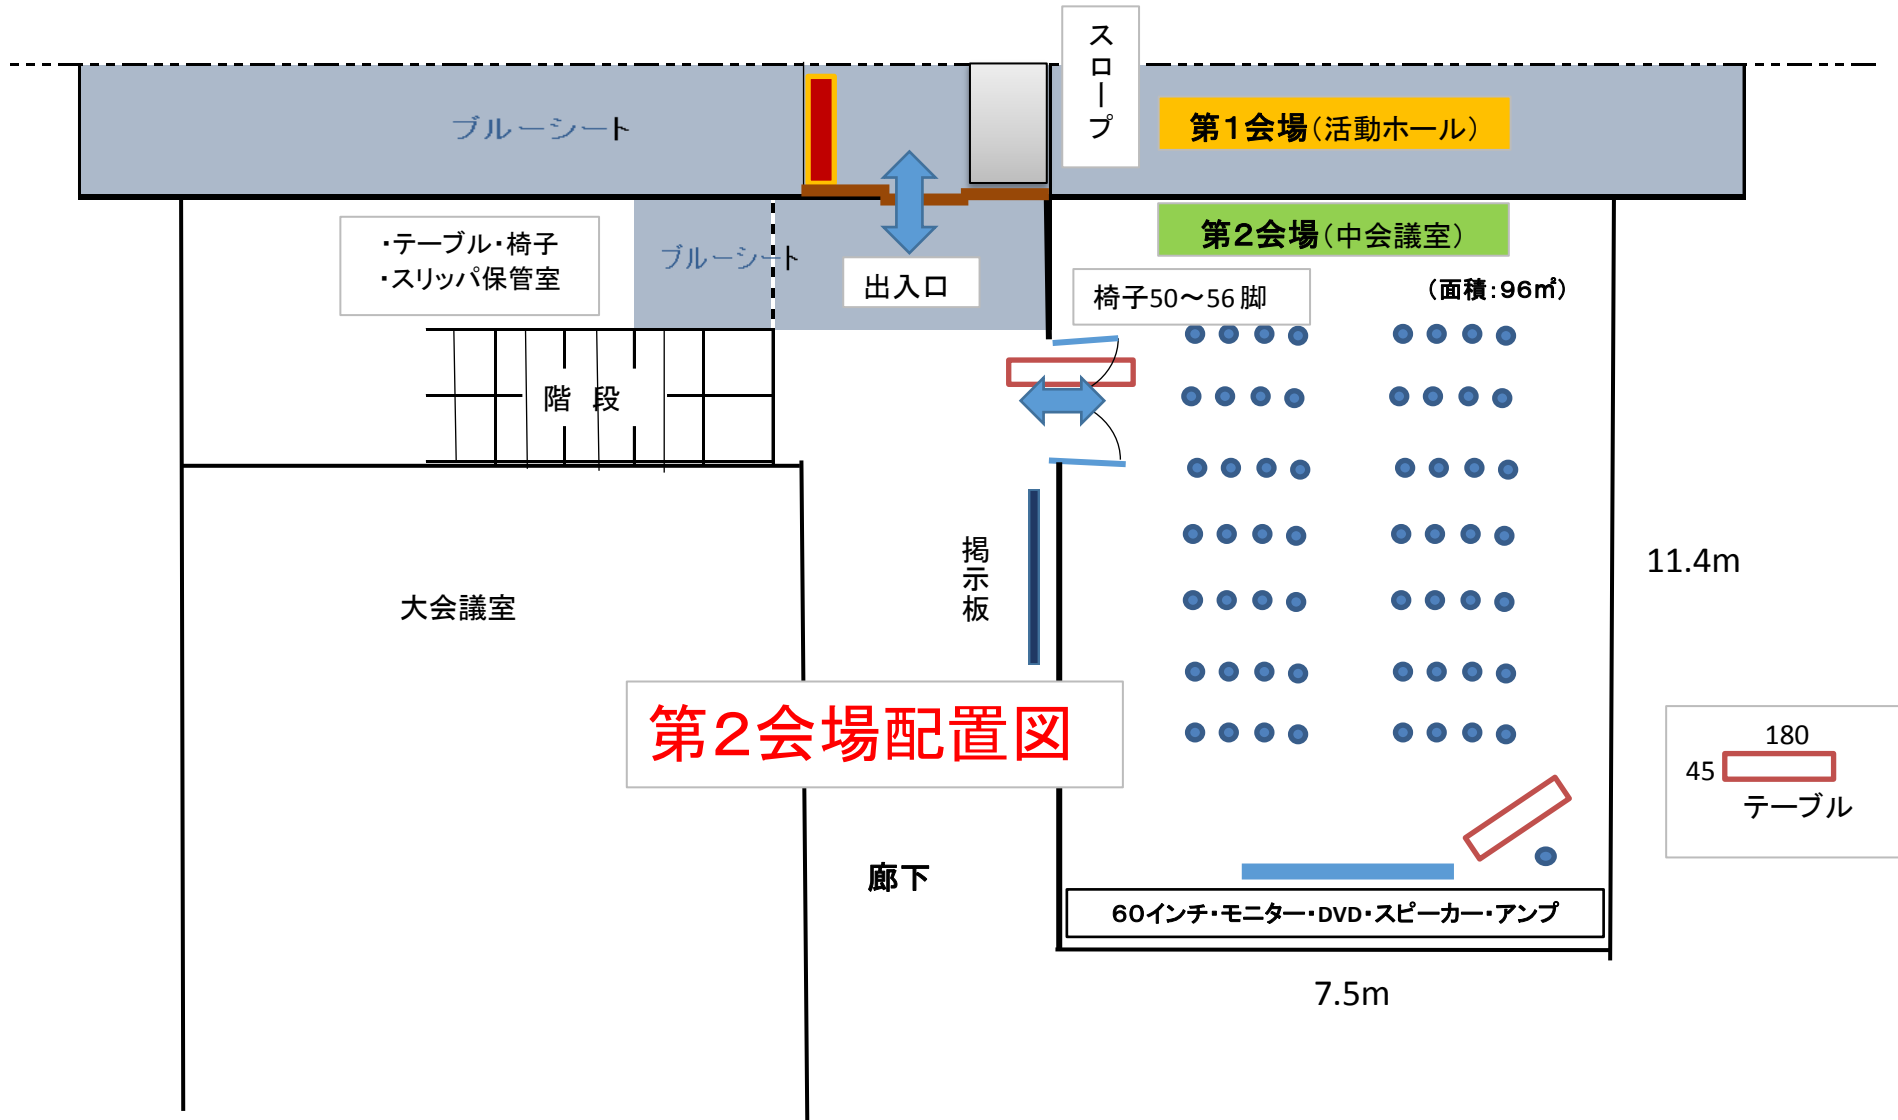 スロープ
ブルーシート
第1会場(活動ホール)
・テーブル・椅子
・スリッパ保管室
ブルーシート
出入口
第2会場(中会議室)
(面積:96㎡)
椅子50～56脚
階 段
掲示板
大会議室
11.4m
第2会場配置図
180
45
テーブル
廊下
60インチ・モニター・DVD・スピーカー・アンプ
7.5m